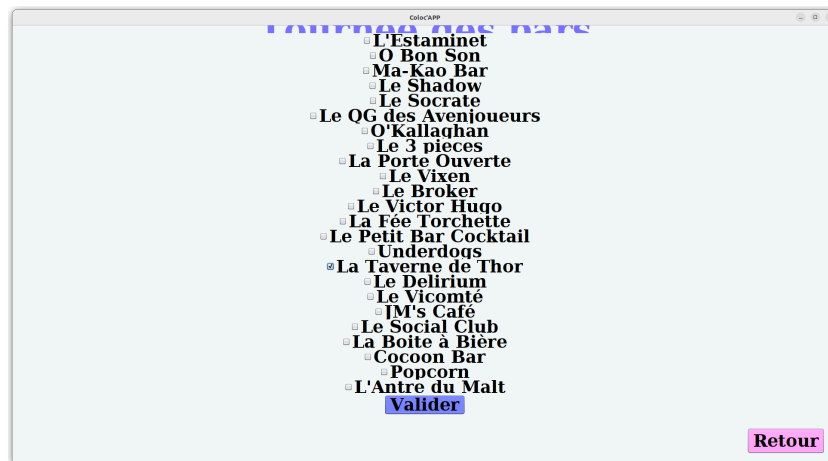 Coloc'APP
Tournée des bars
L'Estaminet
O Bon Son
Ma-Kao Bar
Le Shadow
Le Socrate
Le QG des Avenjoueurs
O'Kallaghan
Le 3 pieces
La Porte Ouverte
Le Vixen
Le Broker
Le Victor Hugo
La Fée Torchette
Le Petit Bar Cocktail
Underdogs
La Taverne de Thor
Le Delirium
Le Vicomté
JM's Café
Le Social Club
La Boite à Bière
Cocoon Bar
Popcorn
L'Antre du Malt
Valider
Retour